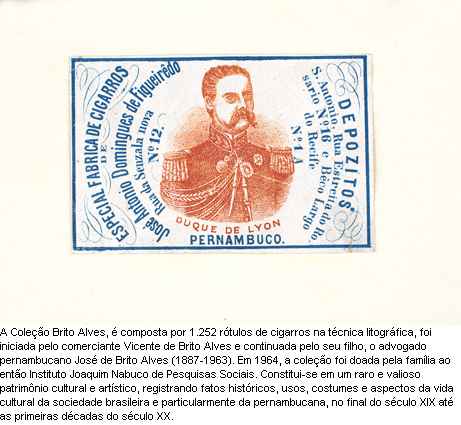 ESPECIAL FABRICA DE CIGARROS
DE
José Antonio Domingues de Figueirêdo
Rua da Senzala nova
Nº 12.
DEPOZITOS
S. Antonio, Rua Estreita do Ro-
sario Nº 16 e Béco Largo
do Recife
Nº 1 A
DUQUE DE LYON
PERNAMBUCO.
A Coleção Brito Alves, é composta por 1.252 rótulos de cigarros na técnica litográfica, foi
iniciada pelo comerciante Vicente de Brito Alves e continuada pelo seu filho, o advogado
pernambucano José de Brito Alves (1887-1963). Em 1964, a coleção foi doada pela família ao
então Instituto Joaquim Nabuco de Pesquisas Sociais. Constitui-se em um raro e valioso
patrimônio cultural e artístico, registrando fatos históricos, usos, costumes e aspectos da vida
cultural da sociedade brasileira e particularmente da pernambucana, no final do século XIX até
as primeiras décadas do século XX.